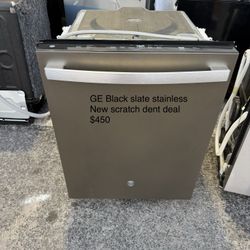 GE Black slate stainless
New scratch dent deal
$450